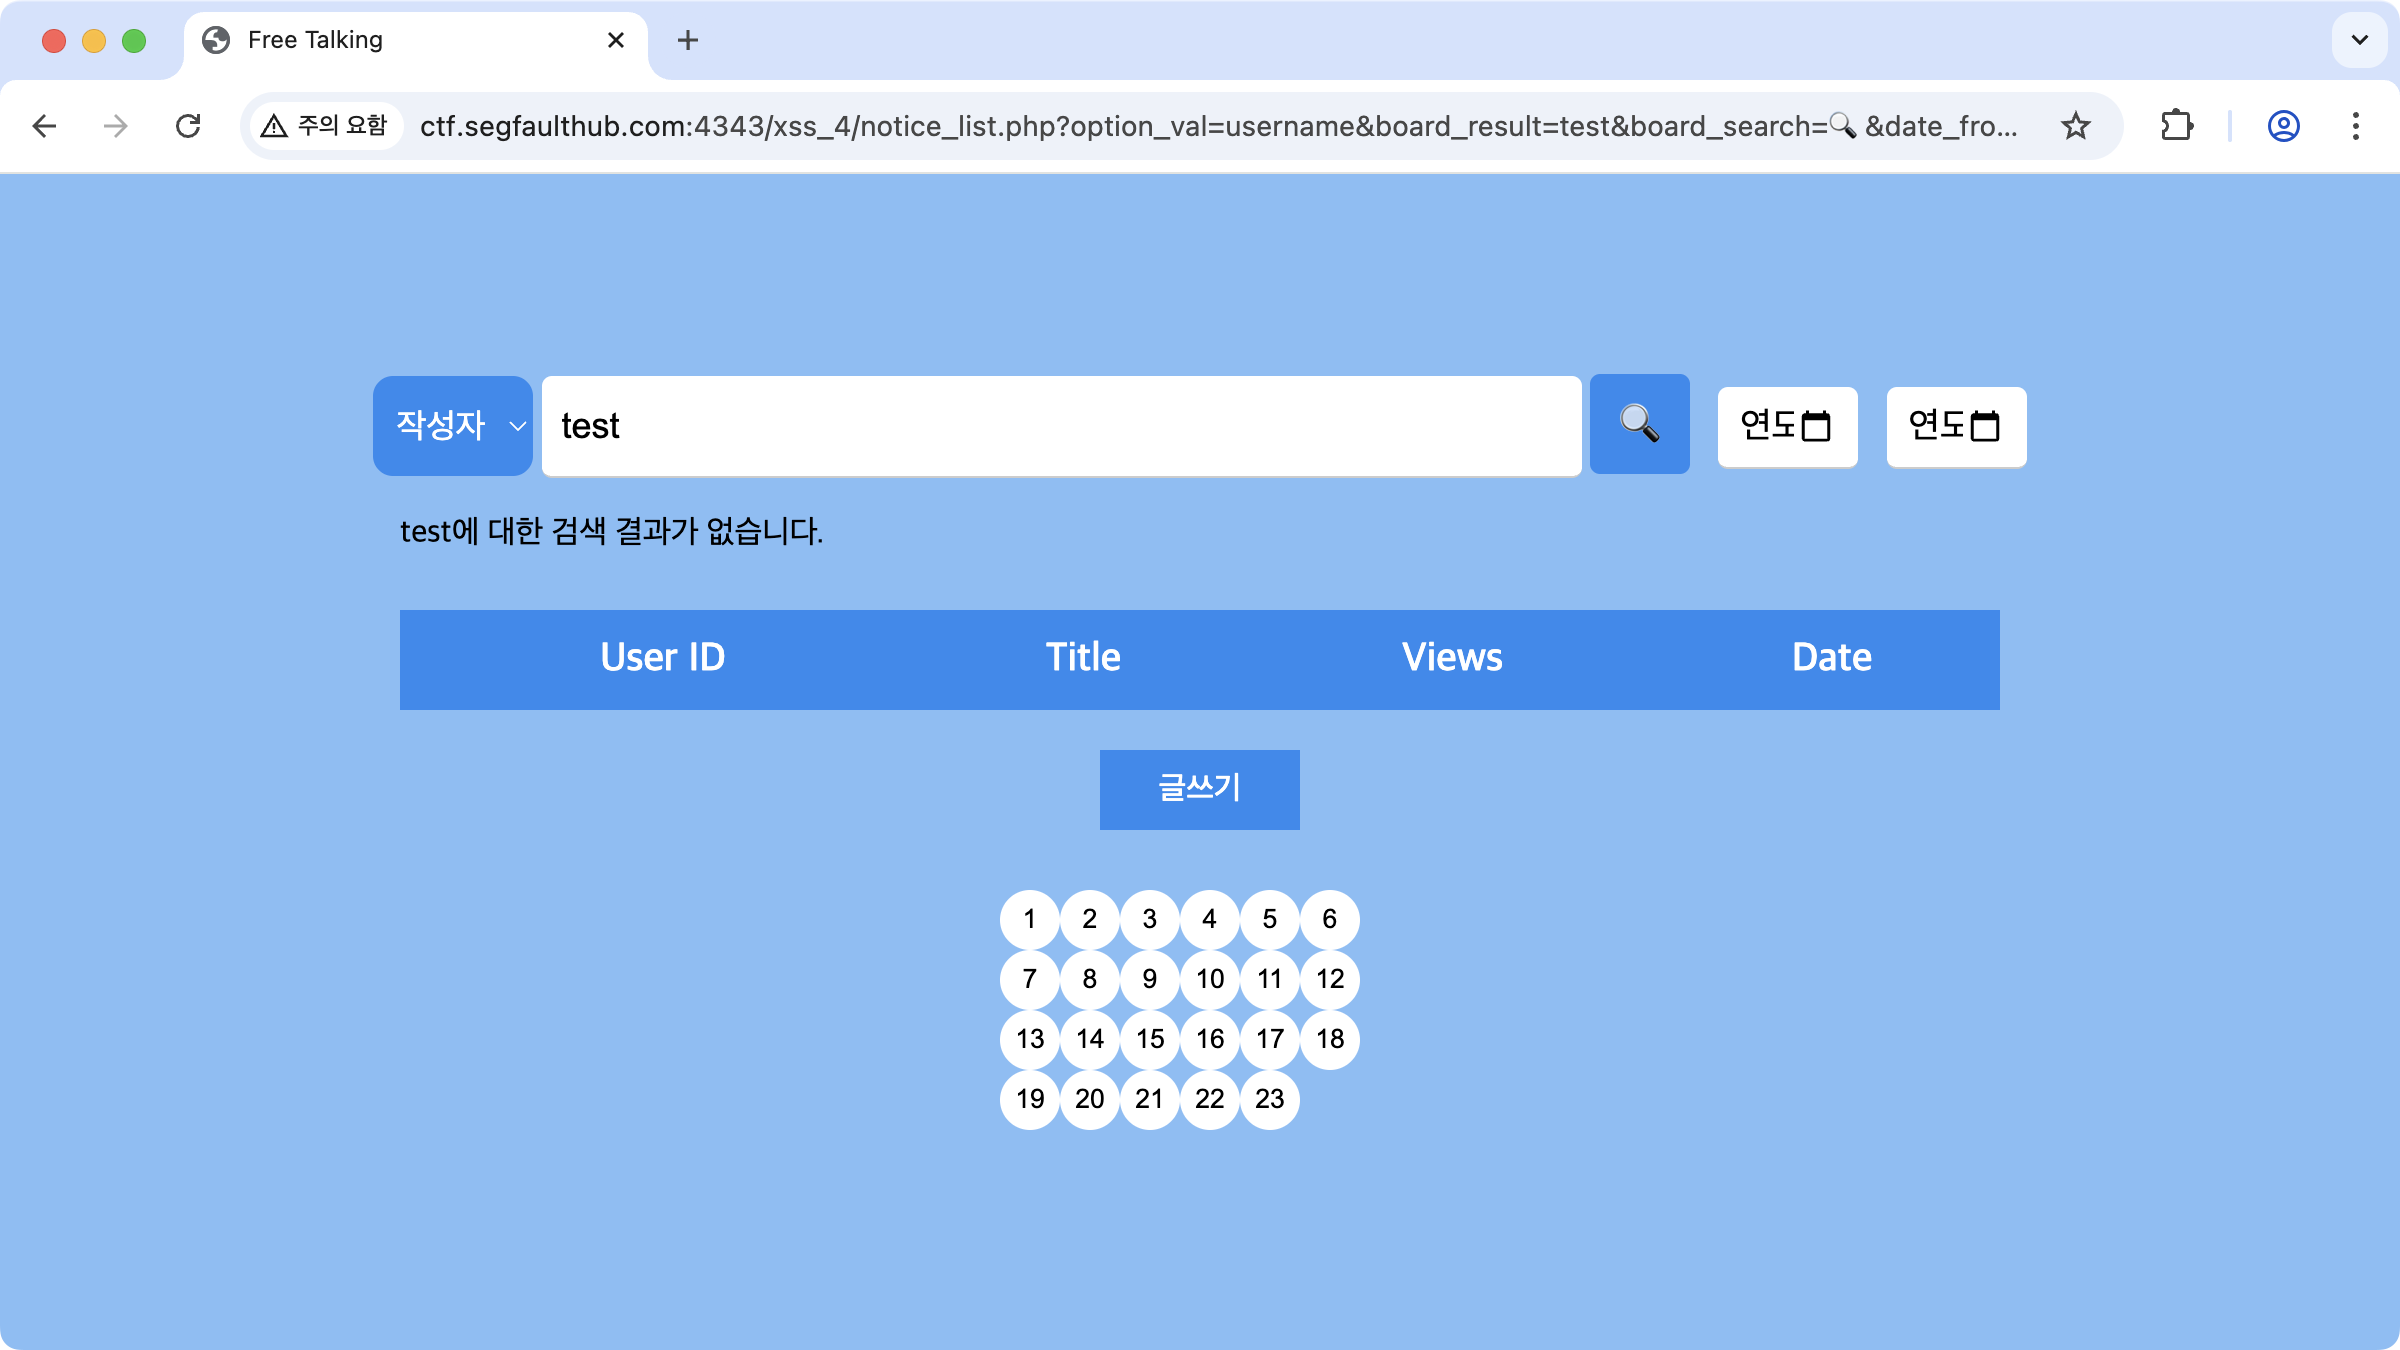 Free Talking
주의 요함 ctf.segfaulthub.com:4343/xss_4/notice_list.php?option_val=username&board_result=test&board_search=🔍 &date_fro...
작성자 test 🔍 연도 연도
test에 대한 검색 결과가 없습니다.
User ID Title Views Date
글쓰기
1 2 3 4 5 6
7 8 9 10 11 12
13 14 15 16 17 18
19 20 21 22 23